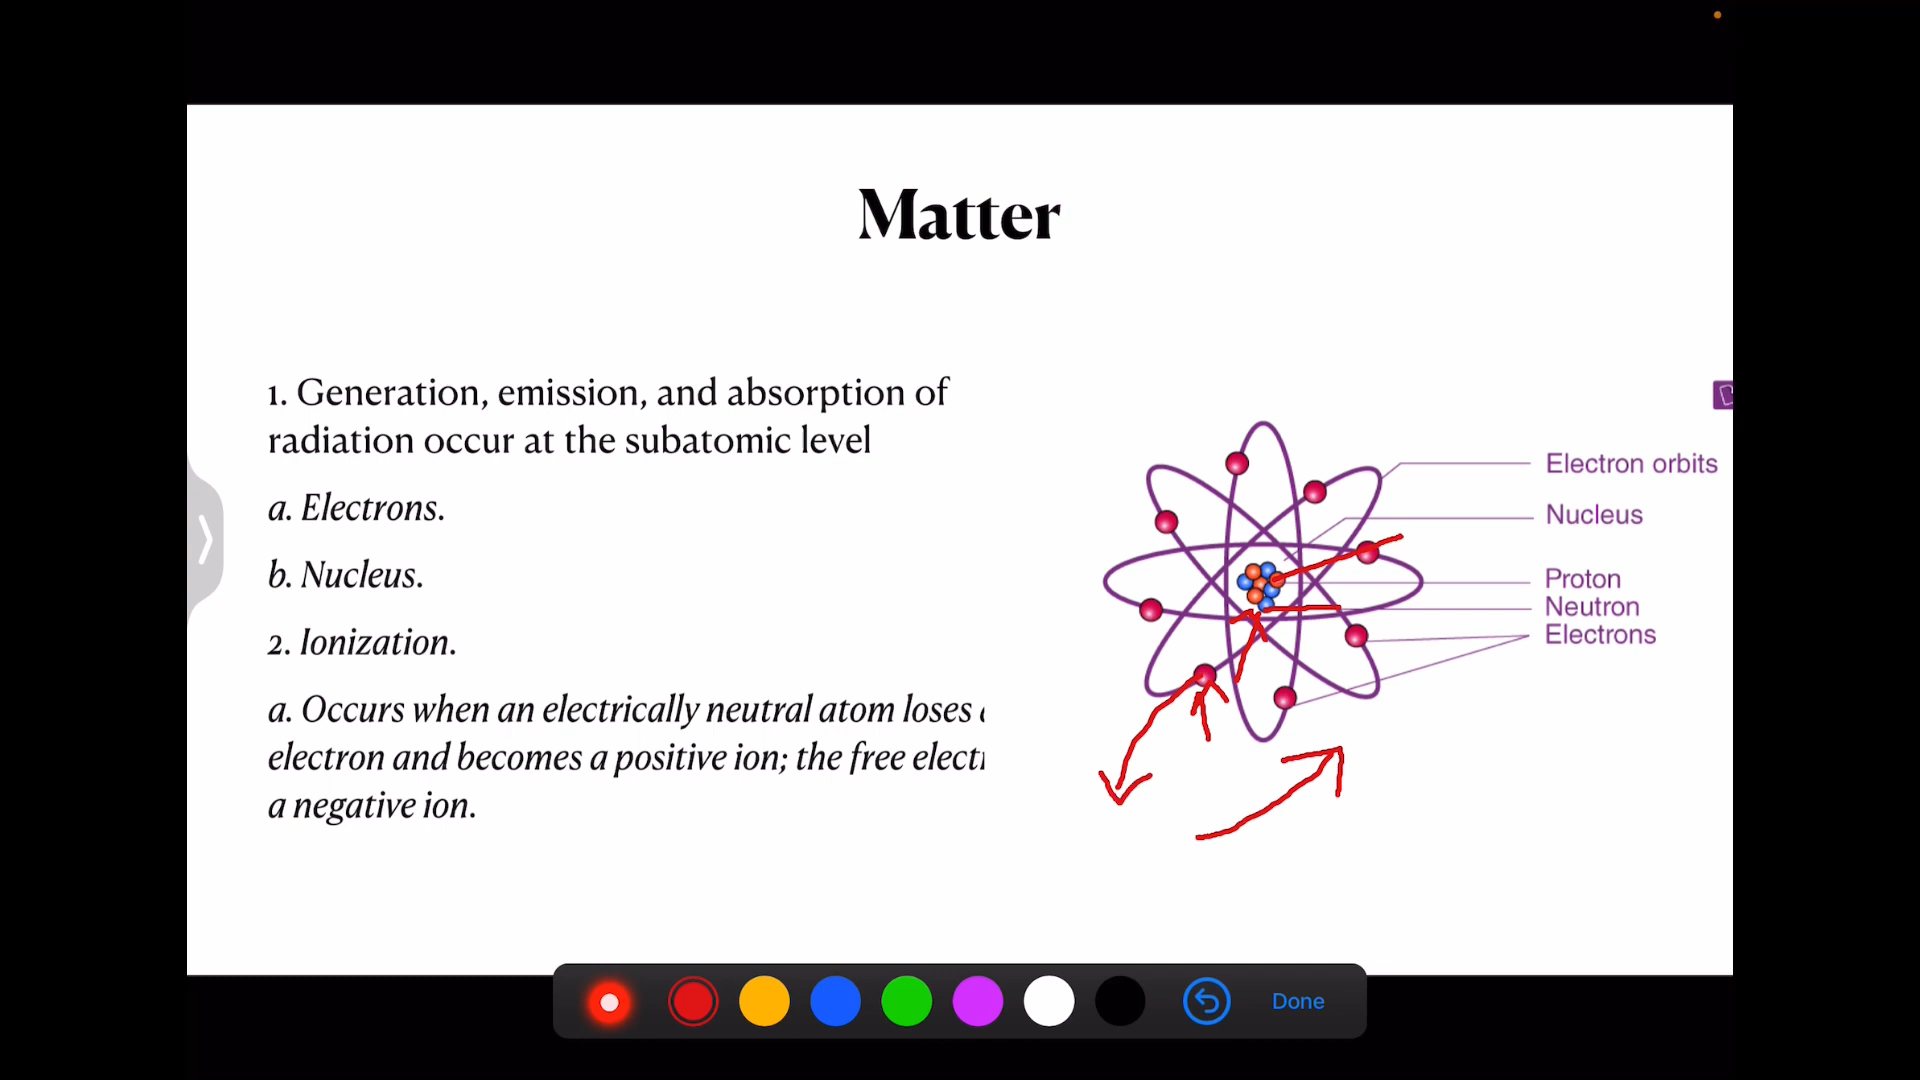 Matter
1. Generation, emission, and absorption of
radiation occur at the subatomic level
a. Electrons.
b. Nucleus.
2. Ionization.
a. Occurs when an electrically neutral atom loses
electron and becomes a positive ion; the free
a negative ion.
Electron orbits
Nucleus
Proton
Neutron
Electrons
Done